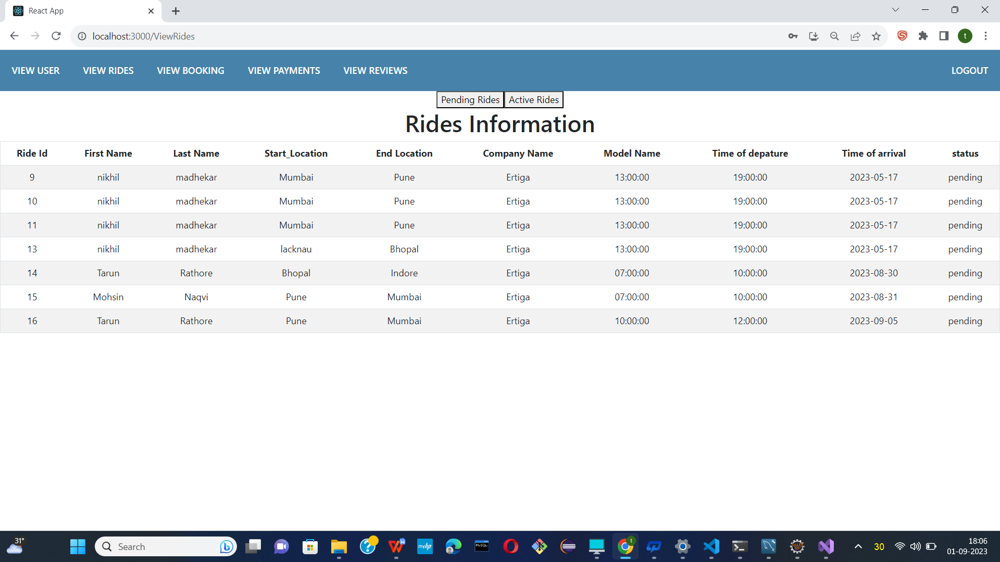 React App
localhost:3000/ViewRides
t
VIEW USER VIEW RIDES VIEW BOOKING VIEW PAYMENTS VIEW REVIEWS LOGOUT
Pending Rides Active Rides
Rides Information
Ride Id First Name Last Name Start_Location End Location Company Name Model Name Time of depature Time of arrival status
9 nikhil madhekar Mumbai Pune Ertiga 13:00:00 19:00:00 2023-05-17 pending
10 nikhil madhekar Mumbai Pune Ertiga 13:00:00 19:00:00 2023-05-17 pending
11 nikhil madhekar Mumbai Pune Ertiga 13:00:00 19:00:00 2023-05-17 pending
13 nikhil madhekar lacknau Bhopal Ertiga 13:00:00 19:00:00 2023-05-17 pending
14 Tarun Rathore Bhopal Indore Ertiga 07:00:00 10:00:00 2023-08-30 pending
15 Mohsin Naqvi Pune Mumbai Ertiga 07:00:00 10:00:00 2023-08-31 pending
16 Tarun Rathore Pune Mumbai Ertiga 10:00:00 12:00:00 2023-09-05 pending
31°
Search
myhp
MySQL
t
30
18:06
01-09-2023